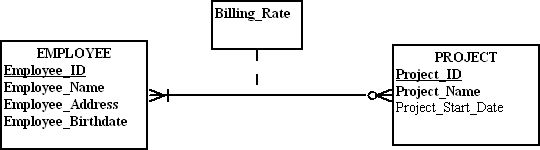 Billing_Rate
EMPLOYEE
Employee_ID
Employee_Name
Employee_Address
Employee_Birthdate
PROJECT
Project_ID
Project_Name
Project_Start_Date